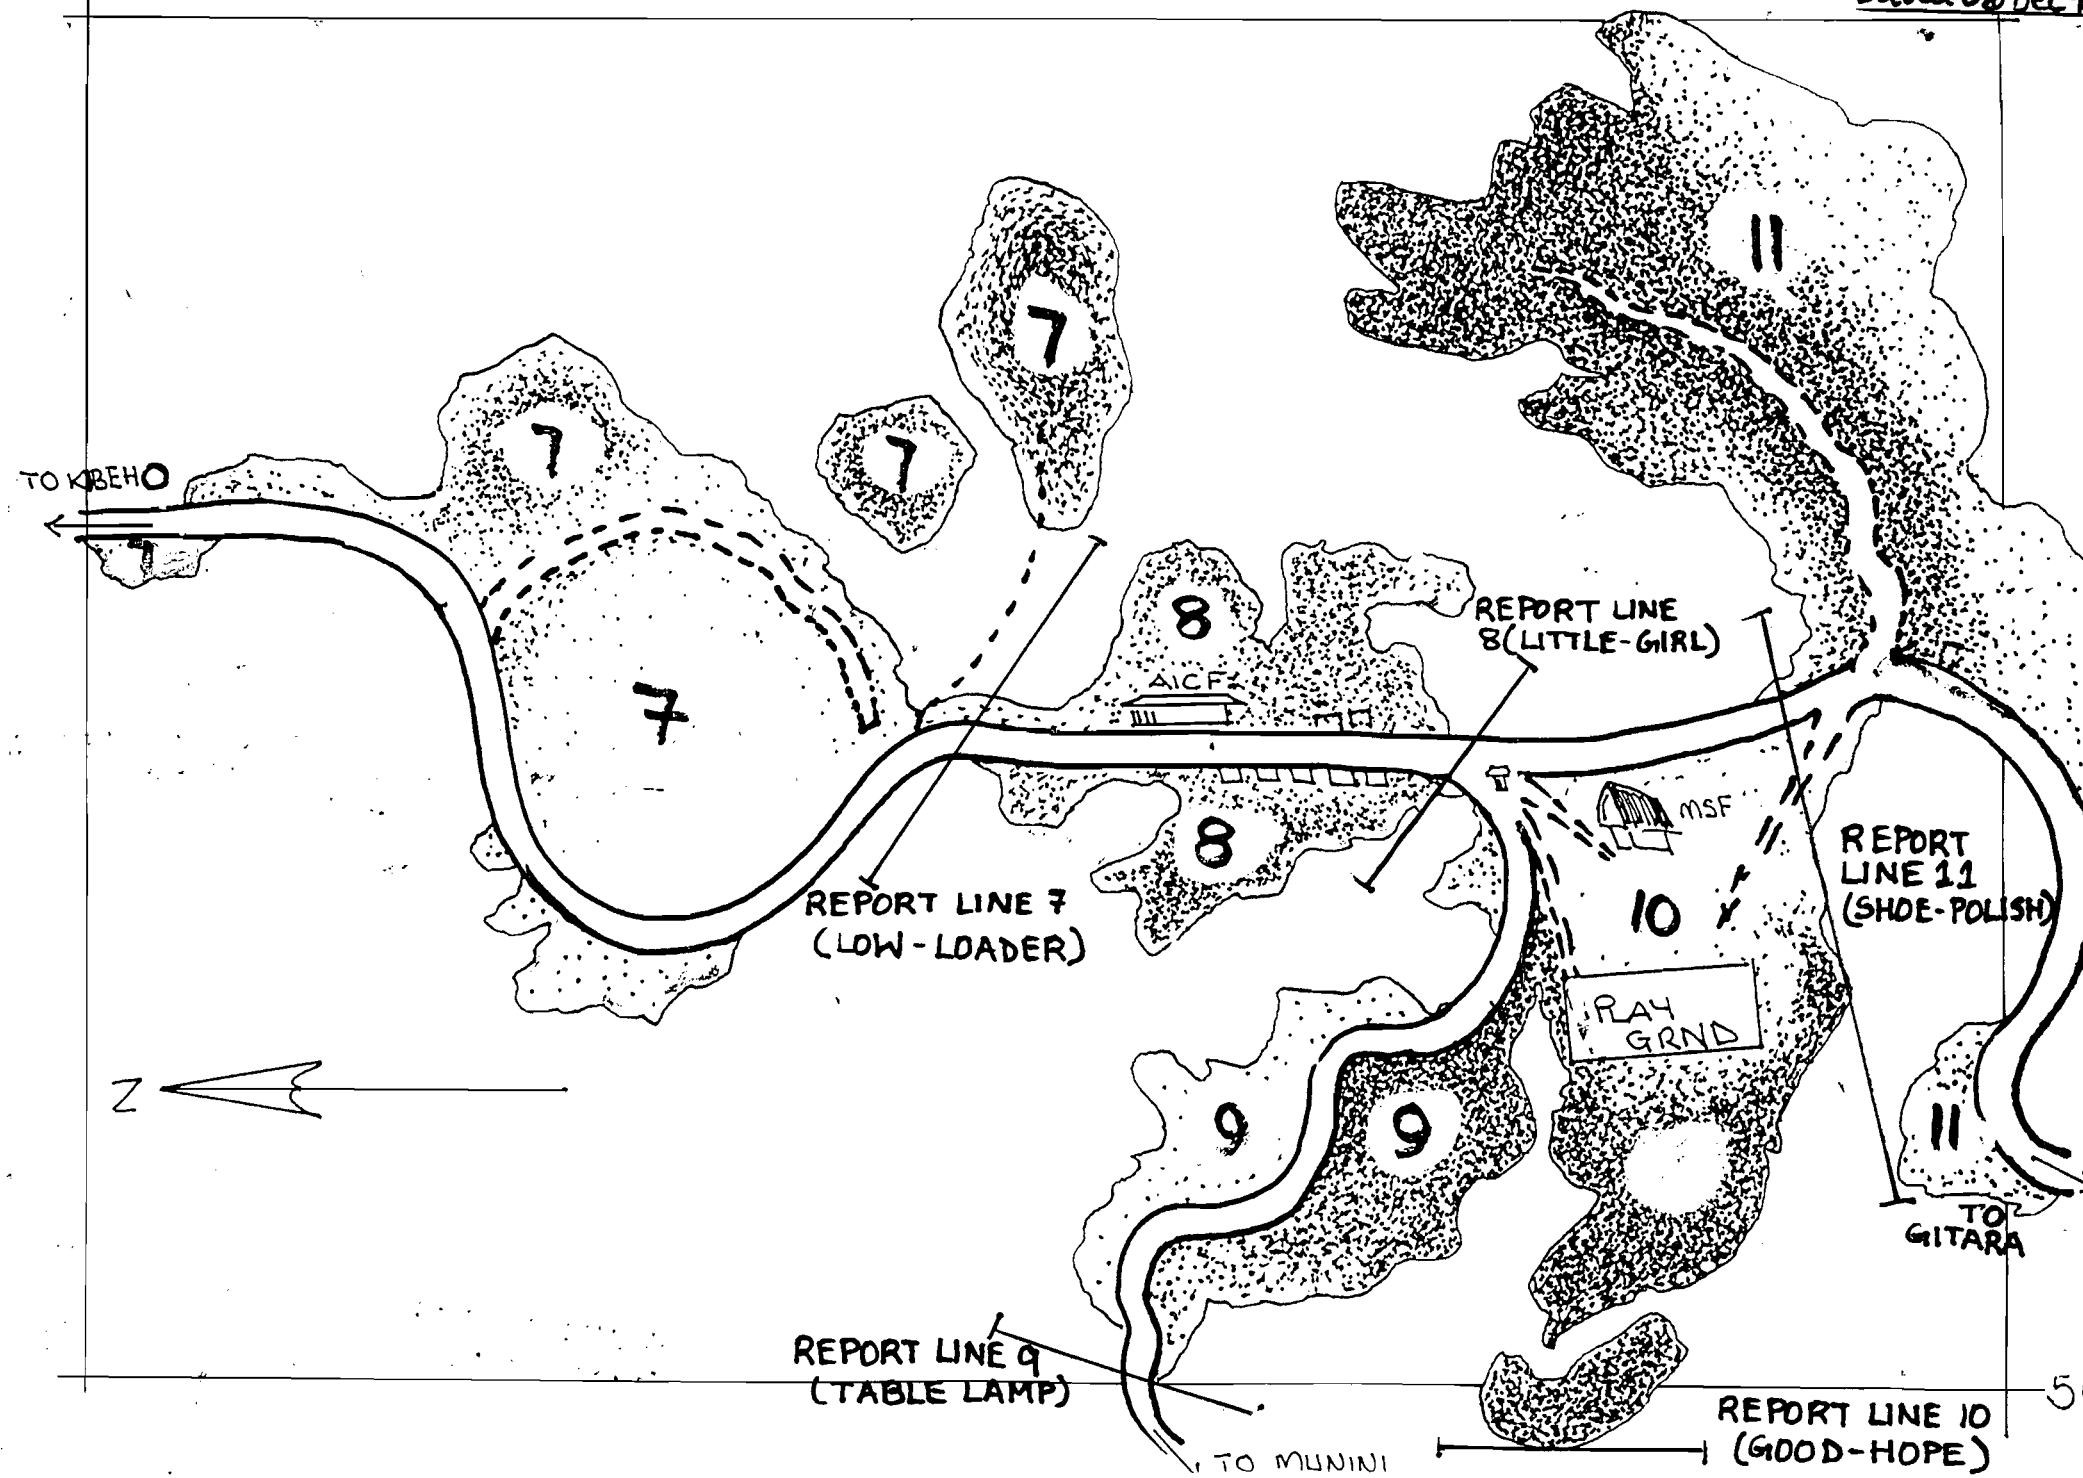 11
7
7
7
TO KIBEHO
7
7
8
AICF
REPORT LINE
8(LITTLE-GIRL)
8
MSF
10
REPORT
LINE 11
(SHOE-POLISH)
REPORT LINE 7
(LOW-LOADER)
PLAY
GRND
N
9
9
11
TO
GITARA
REPORT LINE 9
(TABLE LAMP)
REPORT LINE 10
(GOOD-HOPE)
TO MUNINI